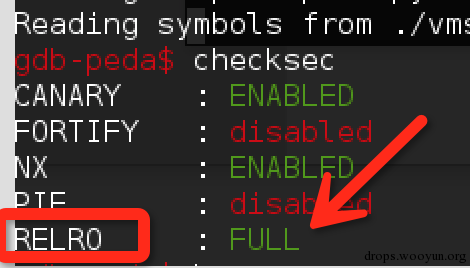 Reading symbols from ./vms
gdb-peda$ checksec
CANARY : ENABLED
FORTIFY : disabled
NX : ENABLED
PIE : disabled
RELRO : FULL
drops.wooyun.org